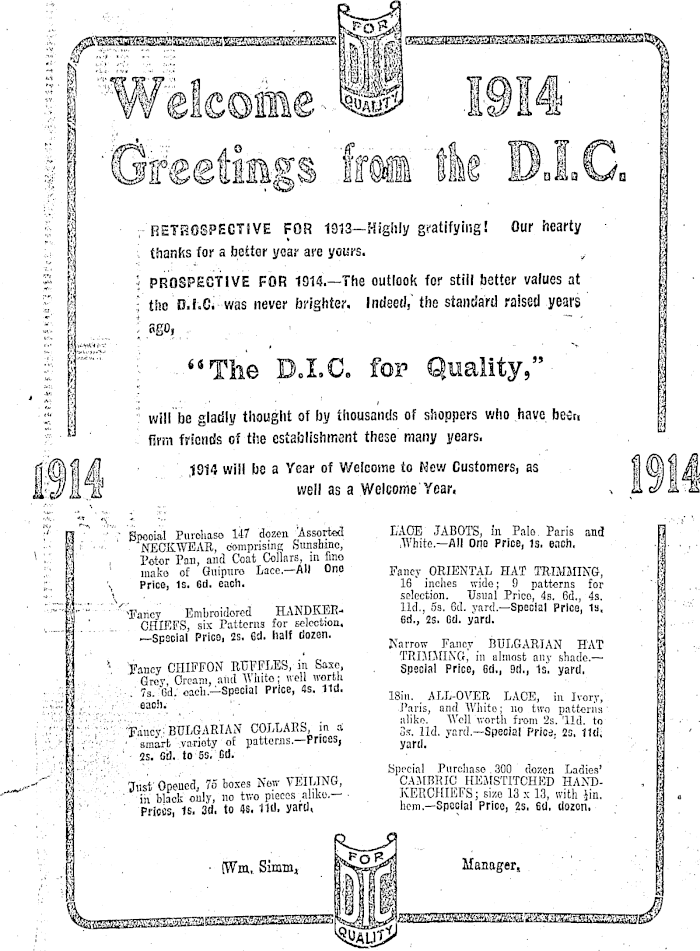 FOR
DIC
QUALITY
Welcome 1914
Greetings from the D.I.C.
RETROSPECTIVE FOR 1913—Highly gratifying! Our hearty
thanks for a better year are yours.
PROSPECTIVE FOR 1914.—The outlook for still better values at
the D.I.C. was never brighter. Indeed, the standard raised years
ago,
“The D.I.C. for Quality,”
will be gladly thought of by thousands of shoppers who have been
firm friends of the establishment these many years.
1914 will be a Year of Welcome to New Customers, as
well as a Welcome Year.
1914
1914
Special Purchase 147 dozen Assorted
NECKWEAR, comprising Sunshine,
Peter Pan, and Coat Collars, in fine
make of Guipure Lace.—All One
Price, 1s. 6d. each.
Fancy Embroidered HANDKER-
CHIEFS, six Patterns for selection.
—Special Price, 2s. 6d. half dozen.
Fancy CHIFFON RUFFLES, in Saxe,
Grey, Cream, and White; well worth
7s. 6d. each.—Special Price, 4s. 11d.
each.
Fancy BULGARIAN COLLARS, in a
smart variety of patterns.—Prices,
2s. 6d. to 5s. 6d.
Just Opened, 75 boxes New VEILING,
in black only, no two pieces alike.—
Prices, 1s. 3d. to 4s. 11d. yard.
LACE JABOTS, in Pale Paris and
White.—All One Price, 1s. each.
Fancy ORIENTAL HAT TRIMMING,
16 inches wide; 9 patterns for
selection. Usual Price, 4s. 6d., 4s.
11d., 5s. 6d. yard.—Special Price, 1s.
6d., 2s. 6d. yard.
Narrow Fancy BULGARIAN HAT
TRIMMING, in almost any shade.—
Special Price, 6d., 9d., 1s. yard.
18in. ALL-OVER LACE, in Ivory,
Paris, and White; no two patterns
alike. Well worth from 2s. 11d. to
3s. 11d. yard.—Special Price, 2s. 11d.
yard.
Special Purchase 300 dozen Ladies'
CAMBRIC HEMSTITCHED HAND-
KERCHIEFS; size 13 x 13, with ½in.
hem.—Special Price, 2s. 6d. dozen.
Wm. Simm, Manager.
FOR
DIC
QUALITY